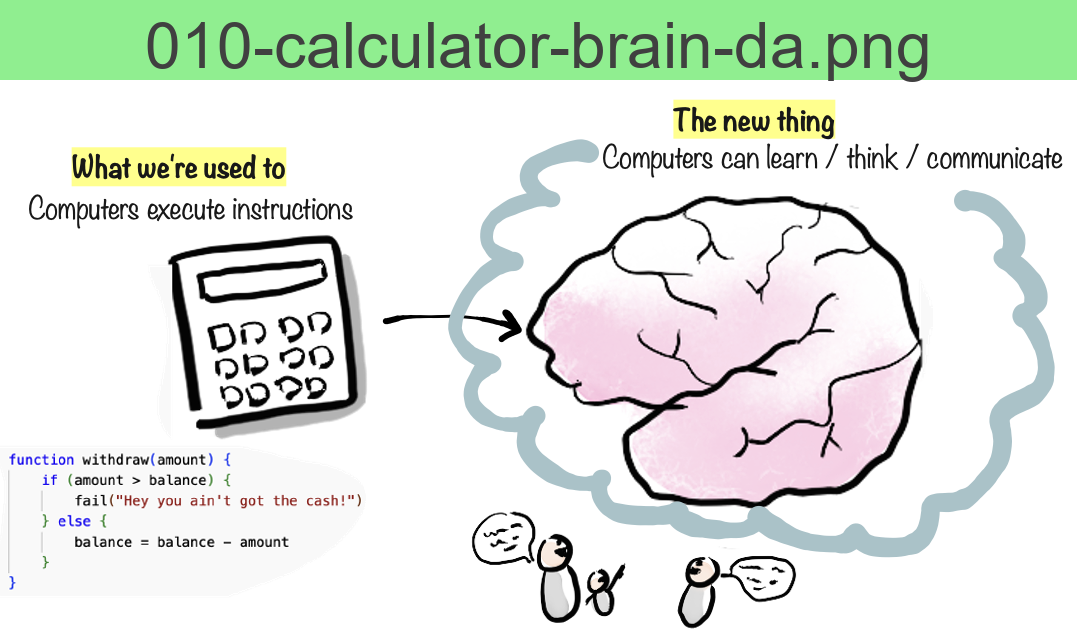 010-calculator-brain-da.png
The new thing
Computers can learn / think / communicate
What we're used to
Computers execute instructions
function withdraw(amount) {
    if (amount > balance) {
        fail("Hey you ain't got the cash!")
    } else {
        balance = balance - amount
    }
}